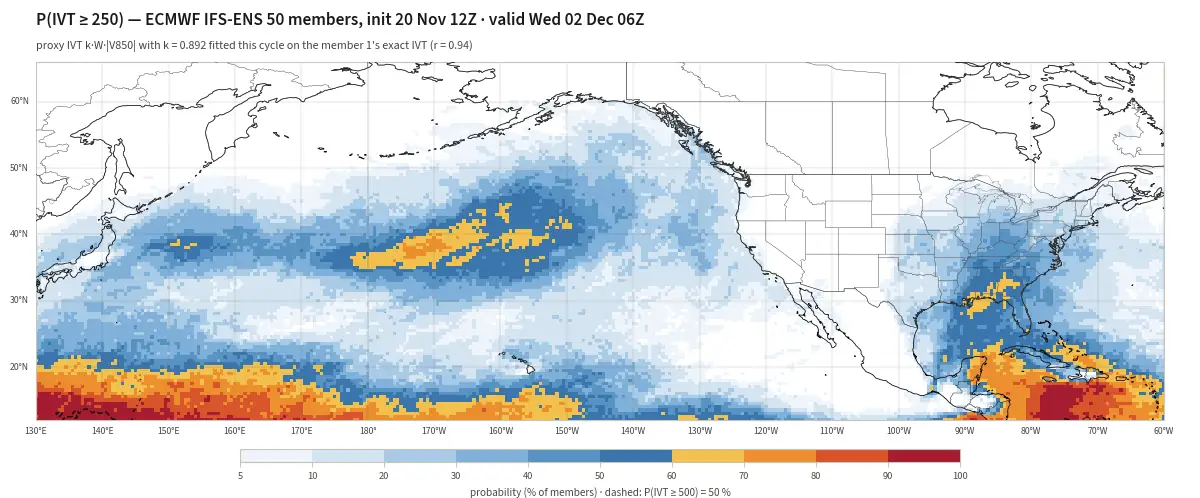 P(IVT ≥ 250) — ECMWF IFS-ENS 50 members, init 20 Nov 12Z · valid Wed 02 Dec 06Z
proxy IVT k·W·|V850| with k = 0.892 fitted this cycle on the member 1's exact IVT (r = 0.94)
60°N
50°N
40°N
30°N
20°N
130°E 140°E 150°E 160°E 170°E 180° 170°W 160°W 150°W 140°W 130°W 120°W 110°W 100°W 90°W 80°W 70°W 60°W
5 10 20 30 40 50 60 70 80 90 100
probability (% of members) · dashed: P(IVT ≥ 500) = 50 %